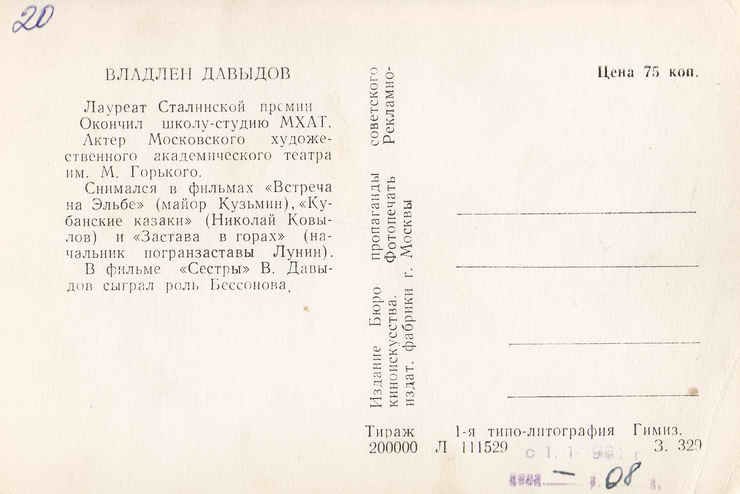 20
ВЛАДЛЕН ДАВЫДОВ
Лауреат Сталинской премии
Окончил школу-студию МХАТ.
Актер Московского художе-
ственного академического театра
им. М. Горького.
Снимался в фильмах «Встреча
на Эльбе» (майор Кузьмин), «Ку-
банские казаки» (Николай Ковы-
лов) и «Застава в горах» (на-
чальник погранзаставы Лунин).
В фильме «Сестры» В. Давы-
дов сыграл роль Бессонова.
Издание Бюро пропаганды советского
киноискусства. Фотопечать Рекламно-
издат. фабрики г. Москвы
Цена 75 коп.
Тираж 1-я типо-литография Гимиз.
200000 Л 111529 З. 329
08